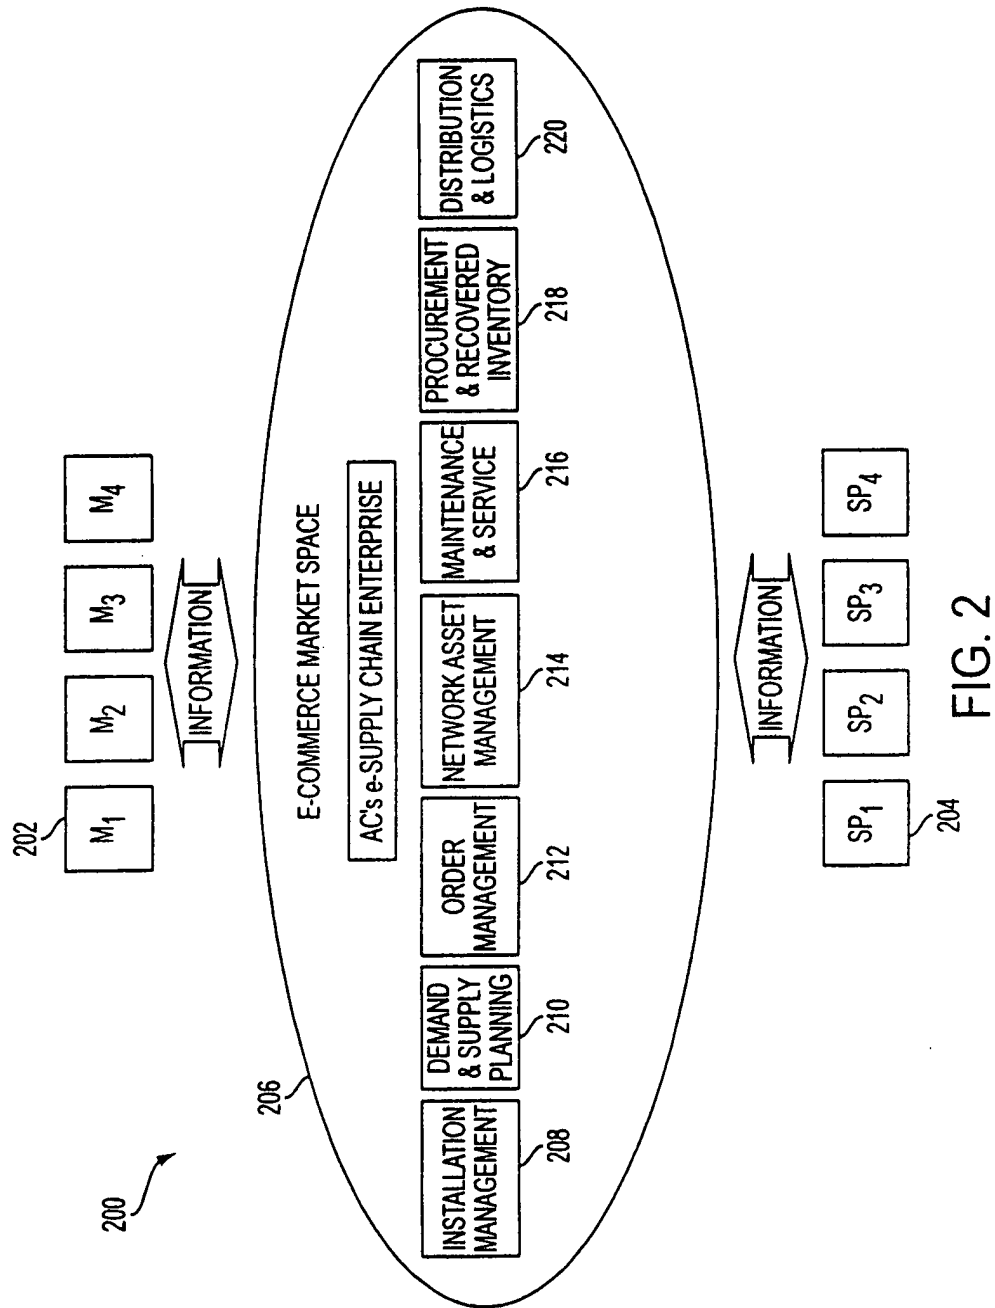 200
202
M1
M2
M3
M4
INFORMATION
206
E-COMMERCE MARKET SPACE
AC's e-SUPPLY CHAIN ENTERPRISE
INSTALLATION
MANAGEMENT
208
DEMAND
& SUPPLY
PLANNING
210
ORDER
MANAGEMENT
212
NETWORK ASSET
MANAGEMENT
214
MAINTENANCE
& SERVICE
216
PROCUREMENT
& RECOVERED
INVENTORY
218
DISTRIBUTION
& LOGISTICS
220
INFORMATION
SP1
SP2
SP3
SP4
204
FIG. 2